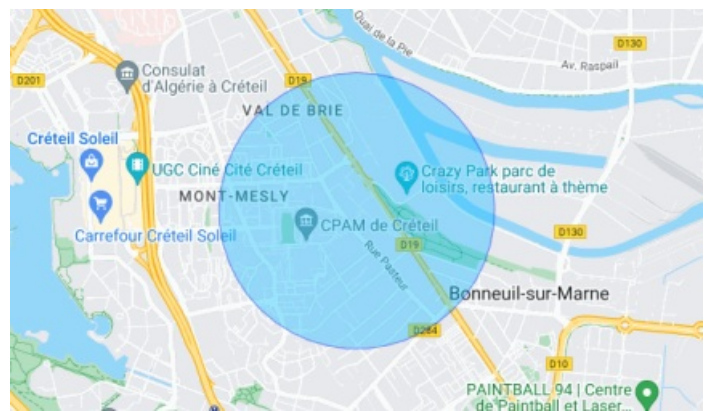 Quai de la Pie
D130
Av. Raspail
D201
Consulat
d'Algérie à Créteil
D19
VAL DE BRIE
Créteil Soleil
UGC Ciné Cité Créteil
Crazy Park parc de
loisirs, restaurant à thème
MONT-MESLY
CPAM de Créteil
Carrefour Créteil Soleil
D19
D130
Rue Pasteur
Bonneuil-sur-Marne
D10
PAINTBALL 94 | Centre
de Paintball et Laser...